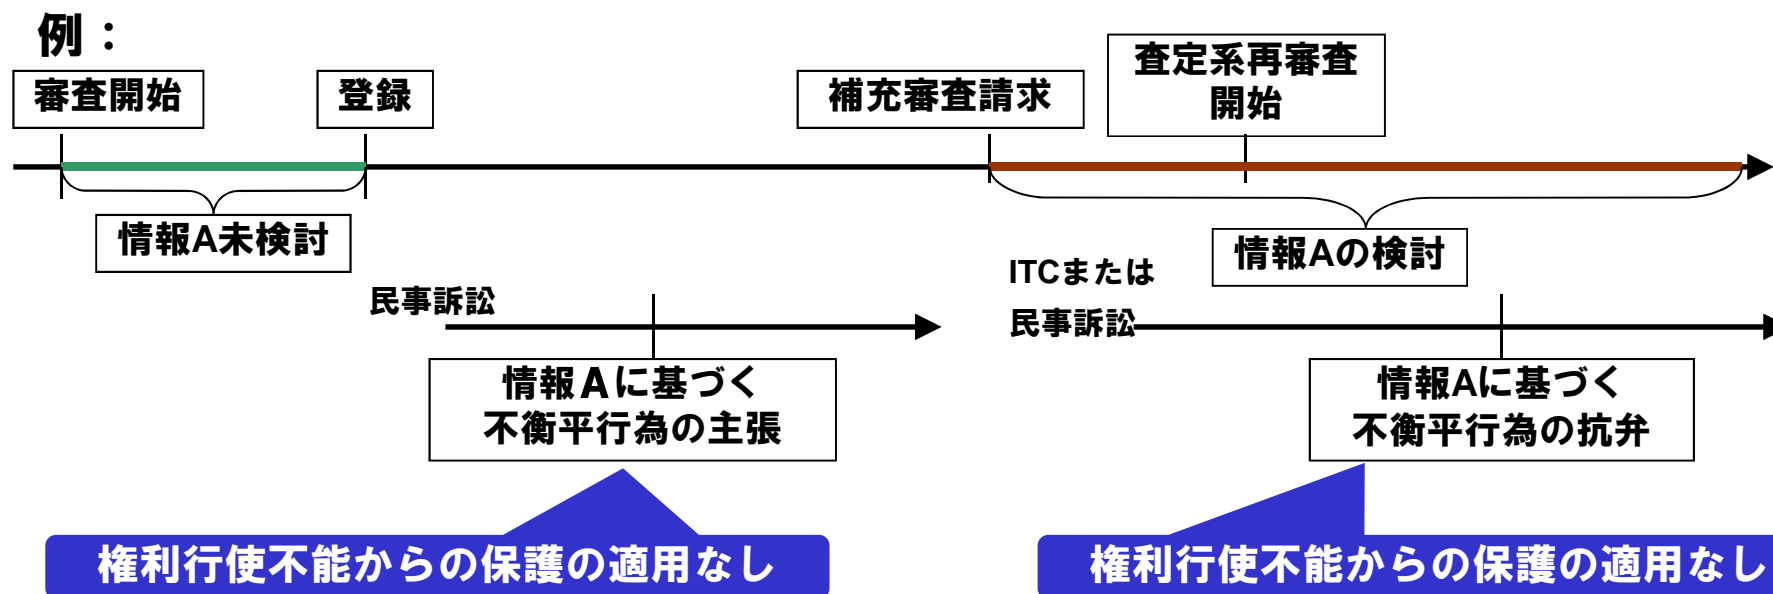 例：
審査開始
登録
補充審査請求
査定系再審査
開始
情報A未検討
情報Aの検討
民事訴訟
ITCまたは
民事訴訟
情報Aに基づく
不衡平行為の主張
情報Aに基づく
不衡平行為の抗弁
権利行使不能からの保護の適用なし
権利行使不能からの保護の適用なし